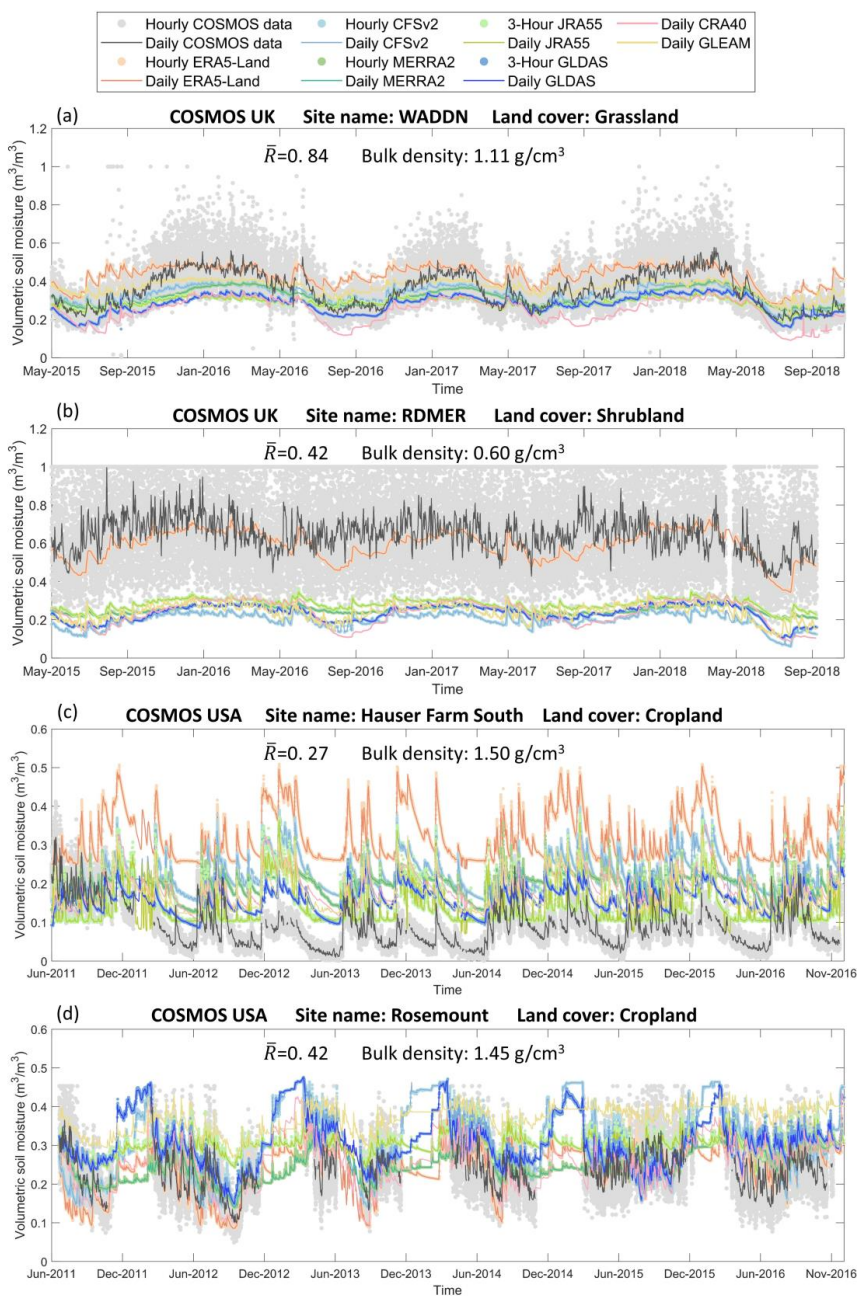 Hourly COSMOS data Hourly CFSv2 3-Hour JRA55 Daily CRA40
Daily COSMOS data Daily CFSv2 Daily JRA55 Daily GLEAM
Hourly ERA5-Land Hourly MERRA2 3-Hour GLDAS
Daily ERA5-Land Daily MERRA2 Daily GLDAS
(a) COSMOS UK Site name: WADDN Land cover: Grassland
R̄=0. 84 Bulk density: 1.11 g/cm³
Volumetric soil moisture (m³/m³)
1.2
1
0.8
0.6
0.4
0.2
0
May-2015 Sep-2015 Jan-2016 May-2016 Sep-2016 Jan-2017 May-2017 Sep-2017 Jan-2018 May-2018 Sep-2018
Time
(b) COSMOS UK Site name: RDMER Land cover: Shrubland
R̄=0. 42 Bulk density: 0.60 g/cm³
Volumetric soil moisture (m³/m³)
1.2
1
0.8
0.6
0.4
0.2
0
May-2015 Sep-2015 Jan-2016 May-2016 Sep-2016 Jan-2017 May-2017 Sep-2017 Jan-2018 May-2018 Sep-2018
Time
(c) COSMOS USA Site name: Hauser Farm South Land cover: Cropland
R̄=0. 27 Bulk density: 1.50 g/cm³
Volumetric soil moisture (m³/m³)
0.6
0.5
0.4
0.3
0.2
0.1
0
Jun-2011 Dec-2011 Jun-2012 Dec-2012 Jun-2013 Dec-2013 Jun-2014 Dec-2014 Jun-2015 Dec-2015 Jun-2016 Nov-2016
Time
(d) COSMOS USA Site name: Rosemount Land cover: Cropland
R̄=0. 42 Bulk density: 1.45 g/cm³
Volumetric soil moisture (m³/m³)
0.6
0.5
0.4
0.3
0.2
0.1
0
Jun-2011 Dec-2011 Jun-2012 Dec-2012 Jun-2013 Dec-2013 Jun-2014 Dec-2014 Jun-2015 Dec-2015 Jun-2016 Nov-2016
Time